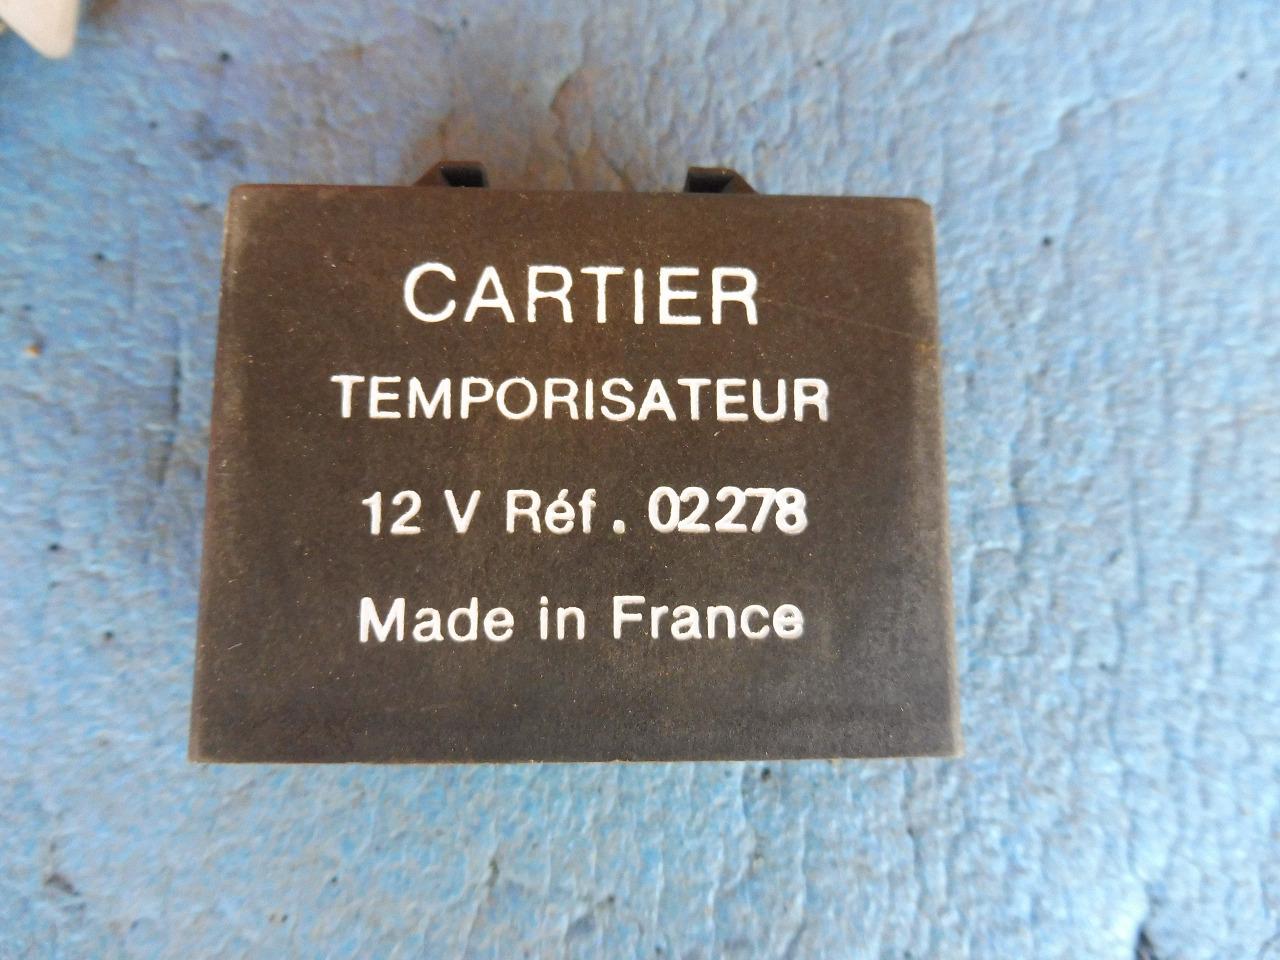 CARTIER
TEMPORISATEUR
12 V Réf. 02278
Made in France